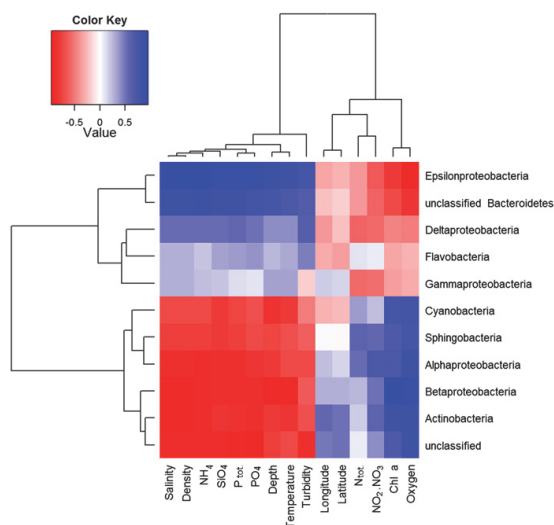 Color Key
-0.5 0 0.5
Value
Epsilonproteobacteria
unclassified Bacteroidetes
Deltaproteobacteria
Flavobacteria
Gammaproteobacteria
Cyanobacteria
Sphingobacteria
Alphaproteobacteria
Betaproteobacteria
Actinobacteria
unclassified
Salinity
Density
NH4
SiO4
P tot.
PO4
Depth
Temperature
Turbidity
Longitude
Latitude
Ntot.
NO2.NO3
Chl a
Oxygen